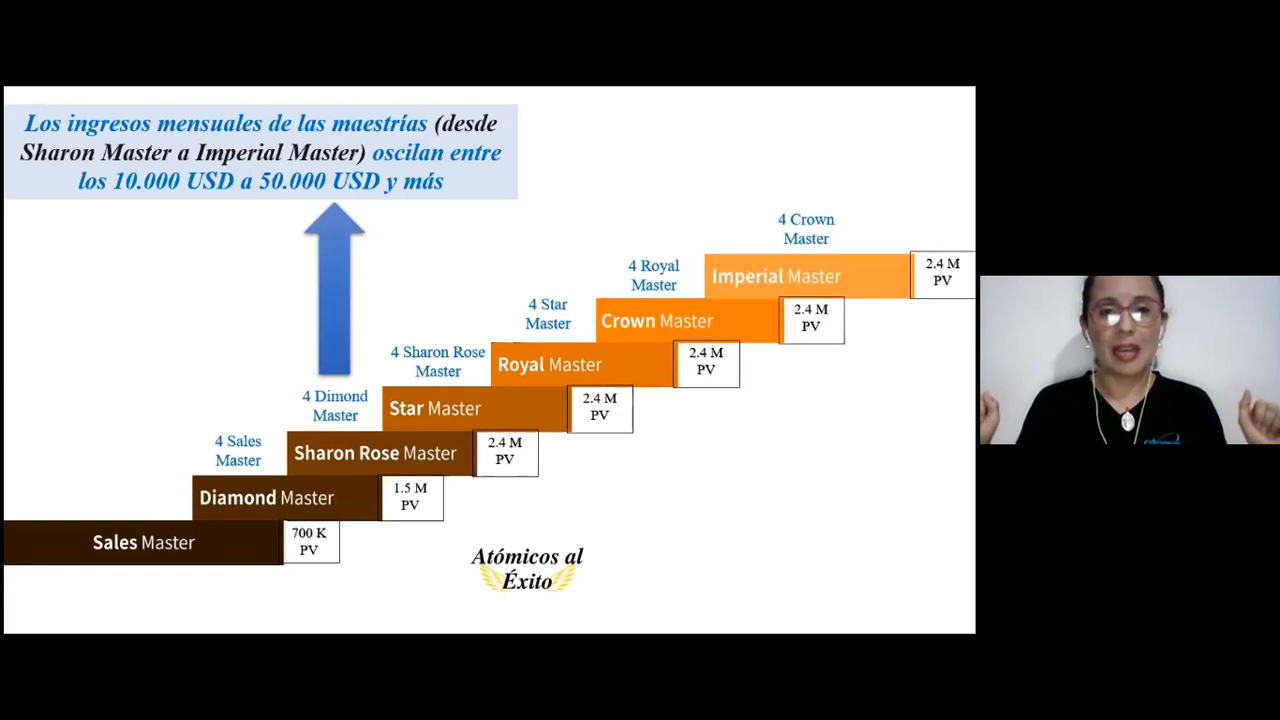 Los ingresos mensuales de las maestrías (desde
Sharon Master a Imperial Master) oscilan entre
los 10.000 USD a 50.000 USD y más
4 Crown
Master
Imperial Master
2.4 M
PV
4 Royal
Master
Crown Master
2.4 M
PV
4 Star
Master
Royal Master
2.4 M
PV
4 Sharon Rose
Master
Star Master
2.4 M
PV
4 Dimond
Master
Sharon Rose Master
2.4 M
PV
4 Sales
Master
Diamond Master
1.5 M
PV
Sales Master
700 K
PV
Atómicos al
Éxito